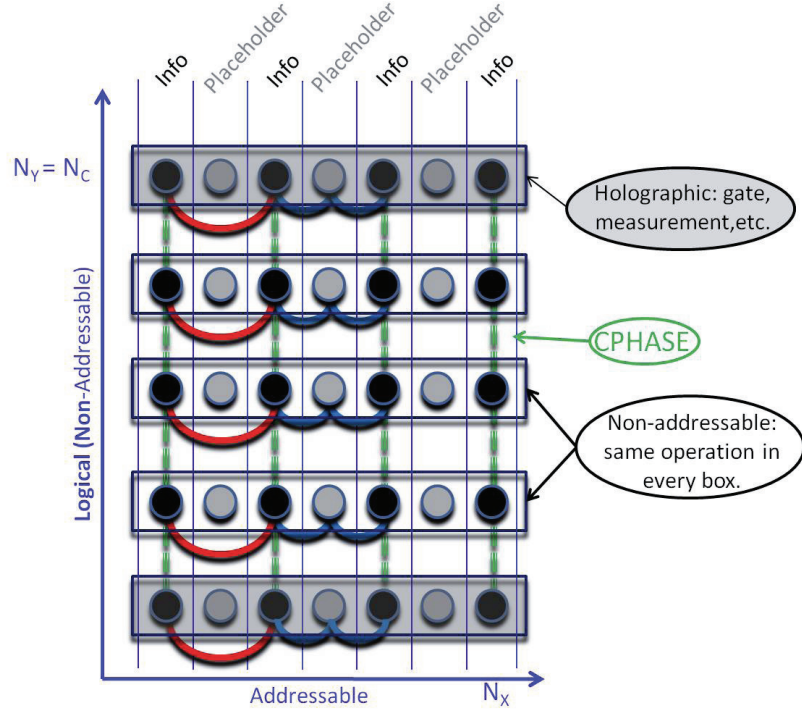 Info
Placeholder
Info
Placeholder
Info
Placeholder
Info
N_Y = N_C
Holographic: gate,
measurement,etc.
CPHASE
Non-addressable:
same operation in
every box.
Logical (Non-Addressable)
Addressable
N_X